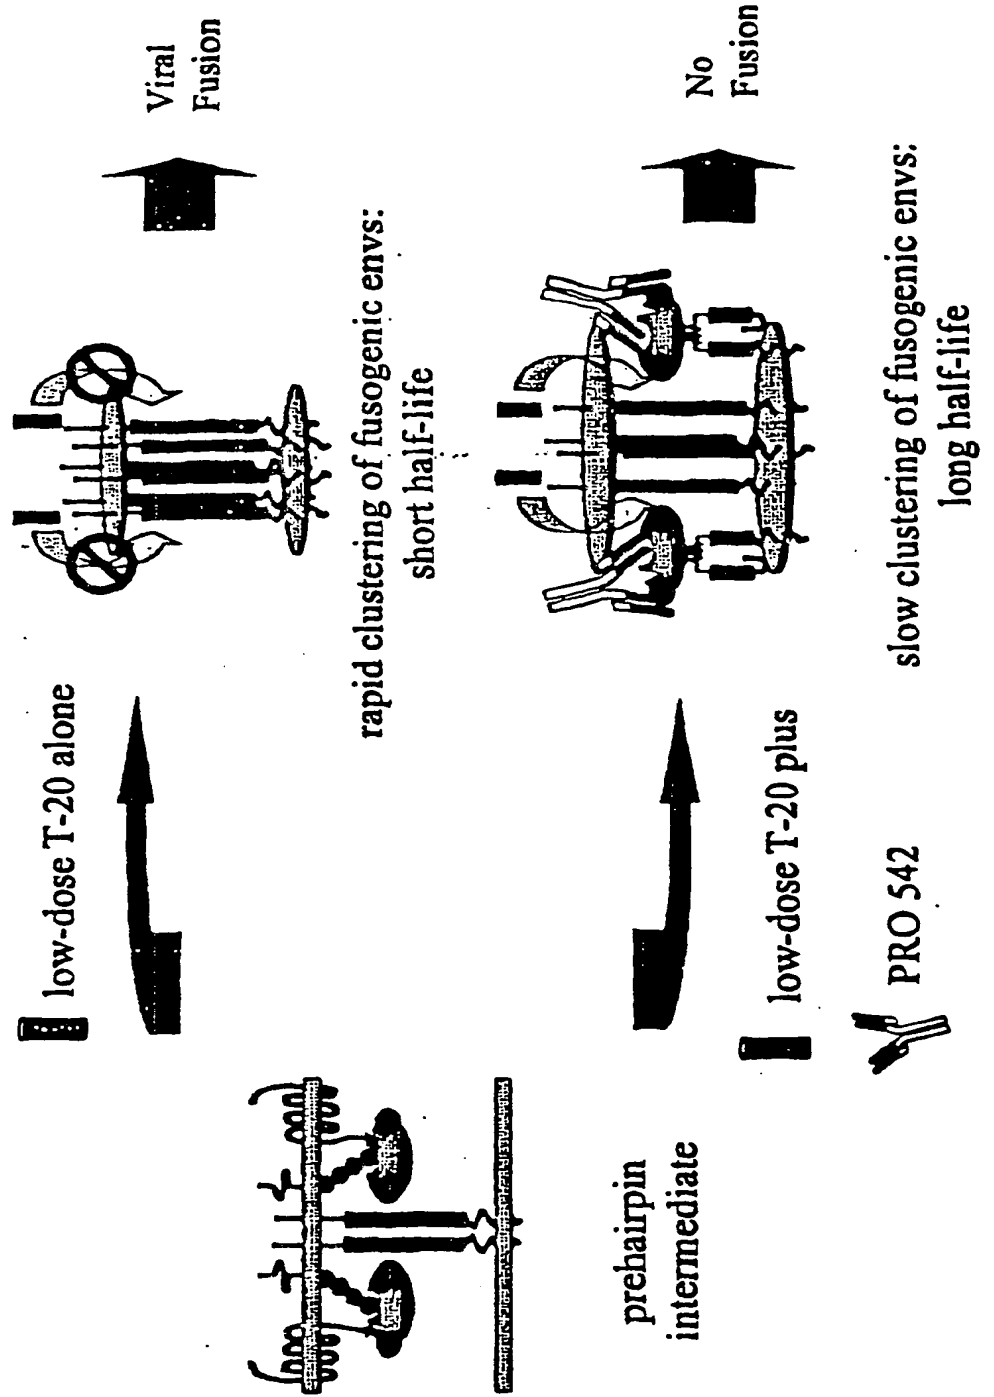 prehairpin
intermediate
low-dose T-20 alone
rapid clustering of fusogenic envs:
short half-life
Viral
Fusion
low-dose T-20 plus
PRO 542
slow clustering of fusogenic envs:
long half-life
No
Fusion